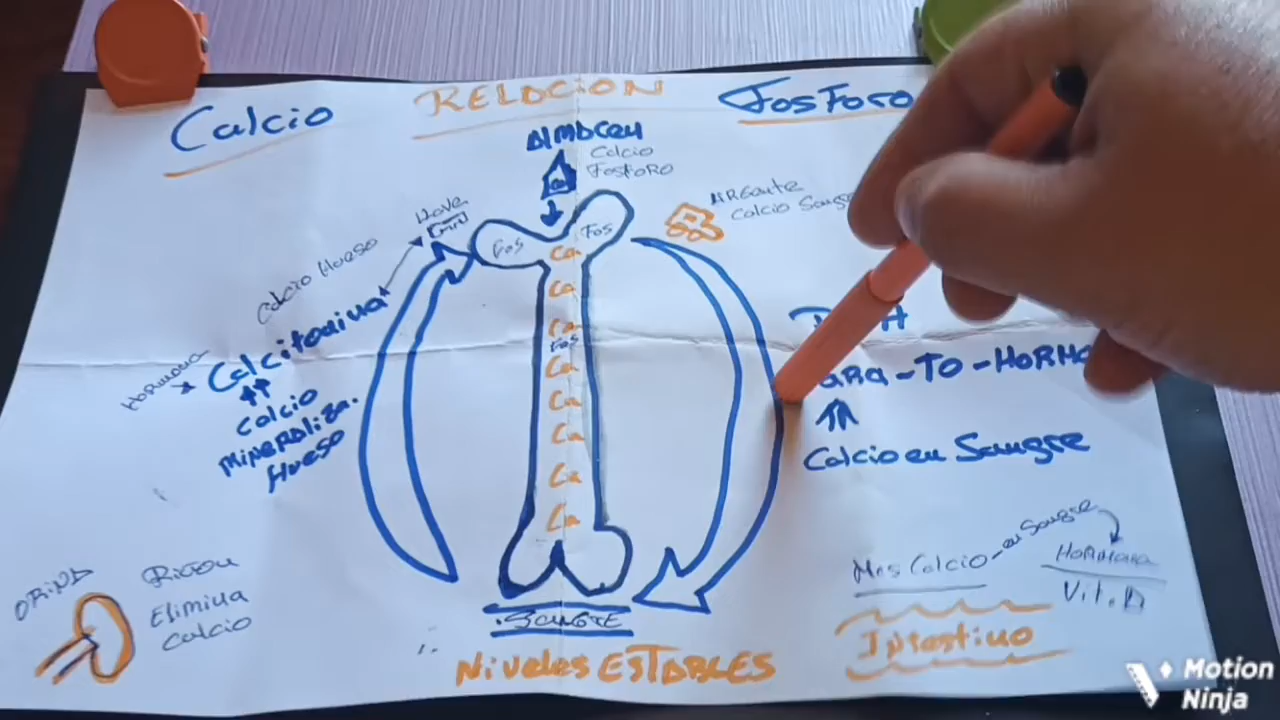 Calcio
RELACION
FOSFORO
AlMACeN
Calcio
FOSFORO
URGente
Calcio Sangre
Llave
Calcio Hueso
Fos
Fos
Ca
Ca
Ca
Fos
Ca
Ca
Ca
Ca
Ca
HORMONA
Calcitonina
Calcio
MiNERALiza.
Hueso
ARA-TO-HORM
Calcio en Sangre
ORINA
RIÑON
Elimina
Calcio
SANGRE
NiVeles ESTABLES
Mas Calcio-en Sangre
HORMONA
Vit.D
Intestino
Motion
Ninja